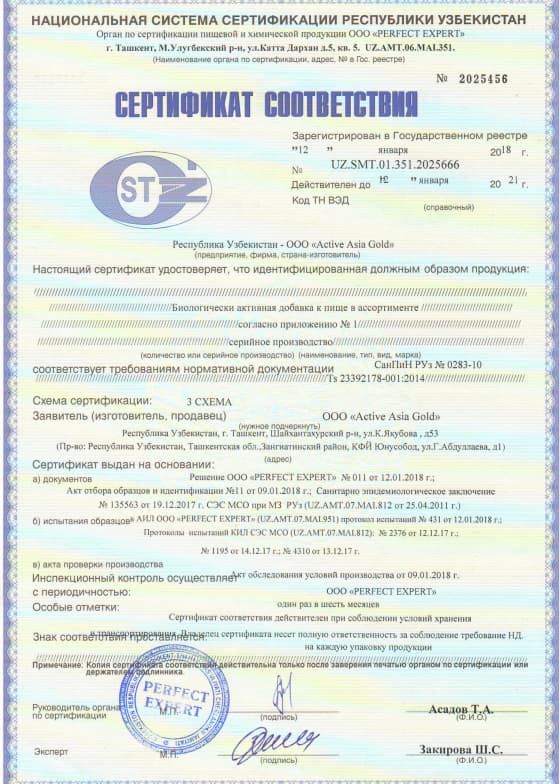 НАЦИОНАЛЬНАЯ СИСТЕМА СЕРТИФИКАЦИИ РЕСПУБЛИКИ УЗБЕКИСТАН
Орган по сертификации пищевой и химической продукции ООО «PERFECT EXPERT»
г. Ташкент, М.Улугбекский р-н, ул.Катта Дархан д.5, кв. 5. UZ.AMT.06.MAI.351.
(Наименование органа по сертификации, адрес, № в Гос. реестре)
№ 2025456
СЕРТИФИКАТ СООТВЕТСТВИЯ
Зарегистрирован в Государственном реестре
"12 " января 2018 г.
№ UZ.SMT.01.351.2025666
Действителен до 12 " января 20 21 г.
Код ТН ВЭД
(справочный)
ST
Республика Узбекистан - ООО «Active Asia Gold»
(предприятие, фирма, страна-изготовитель)
Настоящий сертификат удостоверяет, что идентифицированная должным образом продукция:
Биологически активная добавка к пище в ассортименте
согласно приложению № 1
серийное производство
(количество или серийное производство) (наименование, тип, вид, марка)
СанПиН РУз № 0283-10
соответствует требованиям нормативной документации
Ts 23392178-001:2014
Схема сертификации: 3 СХЕМА
Заявитель (изготовитель, продавец) ООО «Active Asia Gold»
(нужное подчеркнуть)
Республика Узбекистан, г. Ташкент, Шайхантахурский р-н, ул.К.Якубова , д53
(Пр-во: Республика Узбекистан, Ташкентская обл.,Зангиатинский район, КФЙ Юнусобод, ул.Г.Абдуллаева, д1)
(адрес)
Сертификат выдан на основании:
а) документов Решение ООО «PERFECT EXPERT» № 011 от 12.01.2018 г.;
Акт отбора образцов и идентификации №11 от 09.01.2018 г.; Санитарно эпидемиологическое заключение
№ 135563 от 19.12.2017 г. СЭС МСО при МЗ РУз (UZ.AMT.07.MAI.812 от 25.04.2011 г.)
б) испытания образцов АИЛ ООО «PERFECT EXPERT» (UZ.AMT.07.MAI.951) протокол испытаний № 431 от 12.01.2018 г.;
Протоколы испытаний КИЛ СЭС МСО (UZ.AMT.07.MAI.812): № 2376 от 12.12.17 г.;
№ 1195 от 14.12.17 г.; № 4310 от 13.12.17 г.
в) акта проверки производства
Инспекционный контроль осуществляет Акт обследования условий производства от 09.01.2018 г.
с периодичностью: ООО «PERFECT EXPERT»
Особые отметки: один раз в шесть месяцев
Сертификат соответствия действителен при соблюдении условий хранения
и транспортирования. Владелец сертификата несет полную ответственность за соблюдение требование НД.
Знак соответствия проставляется: на каждую упаковку продукции
Примечание: Копия сертификата соответствия действительна только после заверения печатью органом по сертификации или
держателем подлинника.
PERFECT EXPERT
Руководитель органа
по сертификации М.П. (подпись) Асадов Т.А.
(Ф.И.О.)
Эксперт М.П. (подпись) Закирова Ш.С.
(Ф.И.О.)